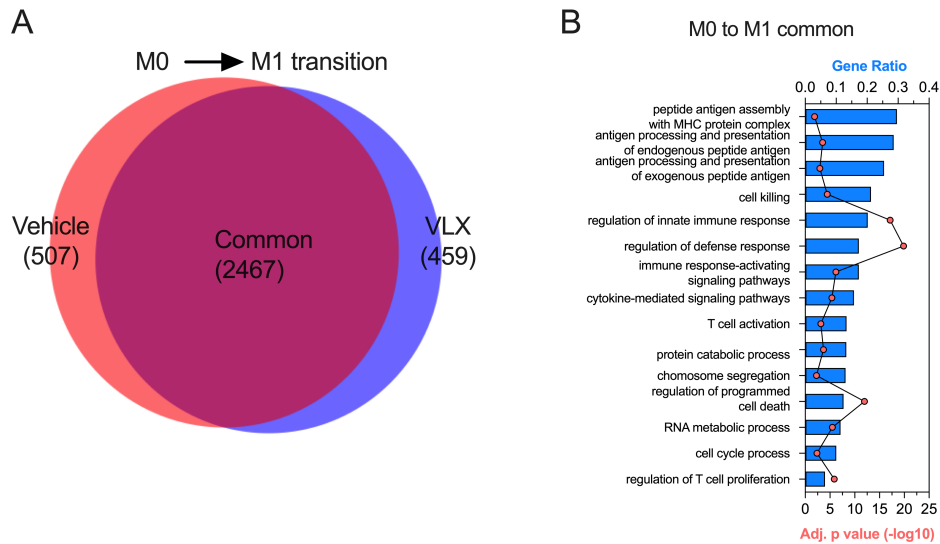 A
M0 → M1 transition
Vehicle
(507)
Common
(2467)
VLX
(459)
B
M0 to M1 common
Gene Ratio
0.0 0.1 0.2 0.3 0.4
peptide antigen assembly
with MHC protein complex
antigen processing and presentation
of endogenous peptide antigen
antigen processing and presentation
of exogenous peptide antigen
cell killing
regulation of innate immune response
regulation of defense response
immune response-activating
signaling pathways
cytokine-mediated signaling pathways
T cell activation
protein catabolic process
chromosome segregation
regulation of programmed
cell death
RNA metabolic process
cell cycle process
regulation of T cell proliferation
0 5 10 15 20 25
Adj. p value (-log10)